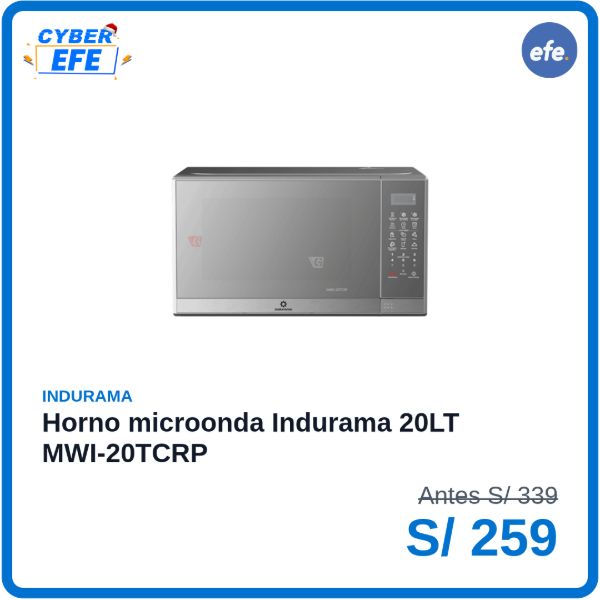 CYBER
EFE
efe.
INDURAMA
Horno microonda Indurama 20LT
MWI-20TCRP
Antes S/ 339
S/ 259